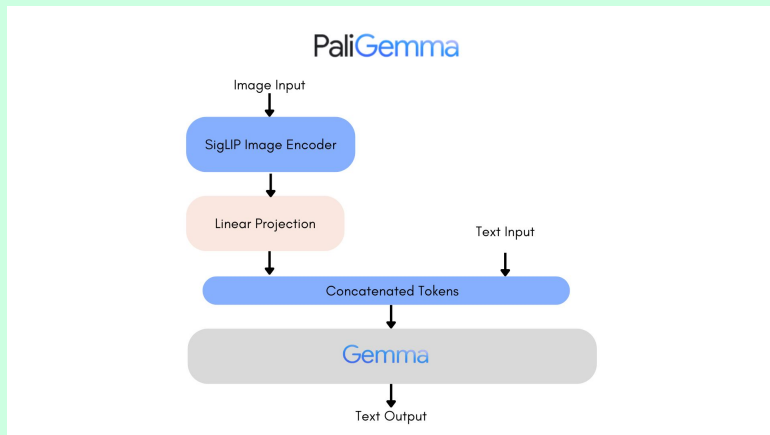 PaliGemma
Image Input
SigLIP Image Encoder
Linear Projection
Text Input
Concatenated Tokens
Gemma
Text Output